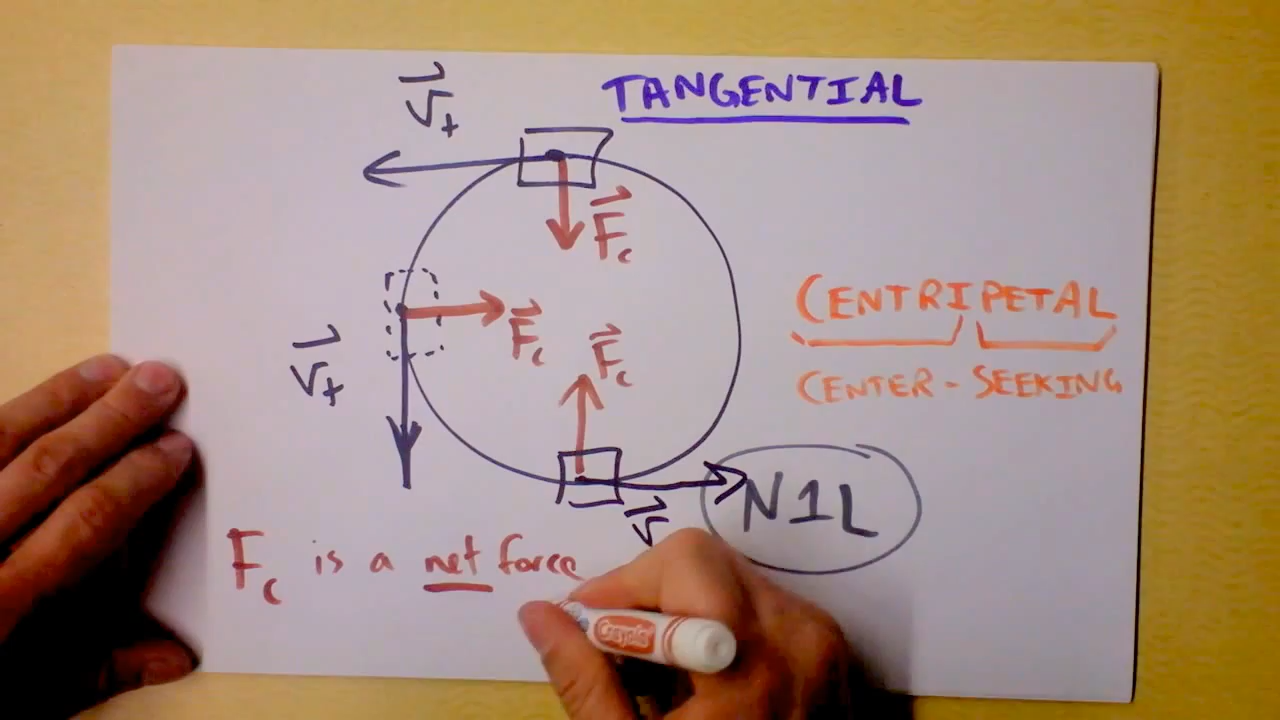 TANGENTIAL
v⃗t
F⃗c
CENTRIPETAL
F⃗c
F⃗c
v⃗t
CENTER - SEEKING
N1L
v⃗
Fc is a net force
Crayola